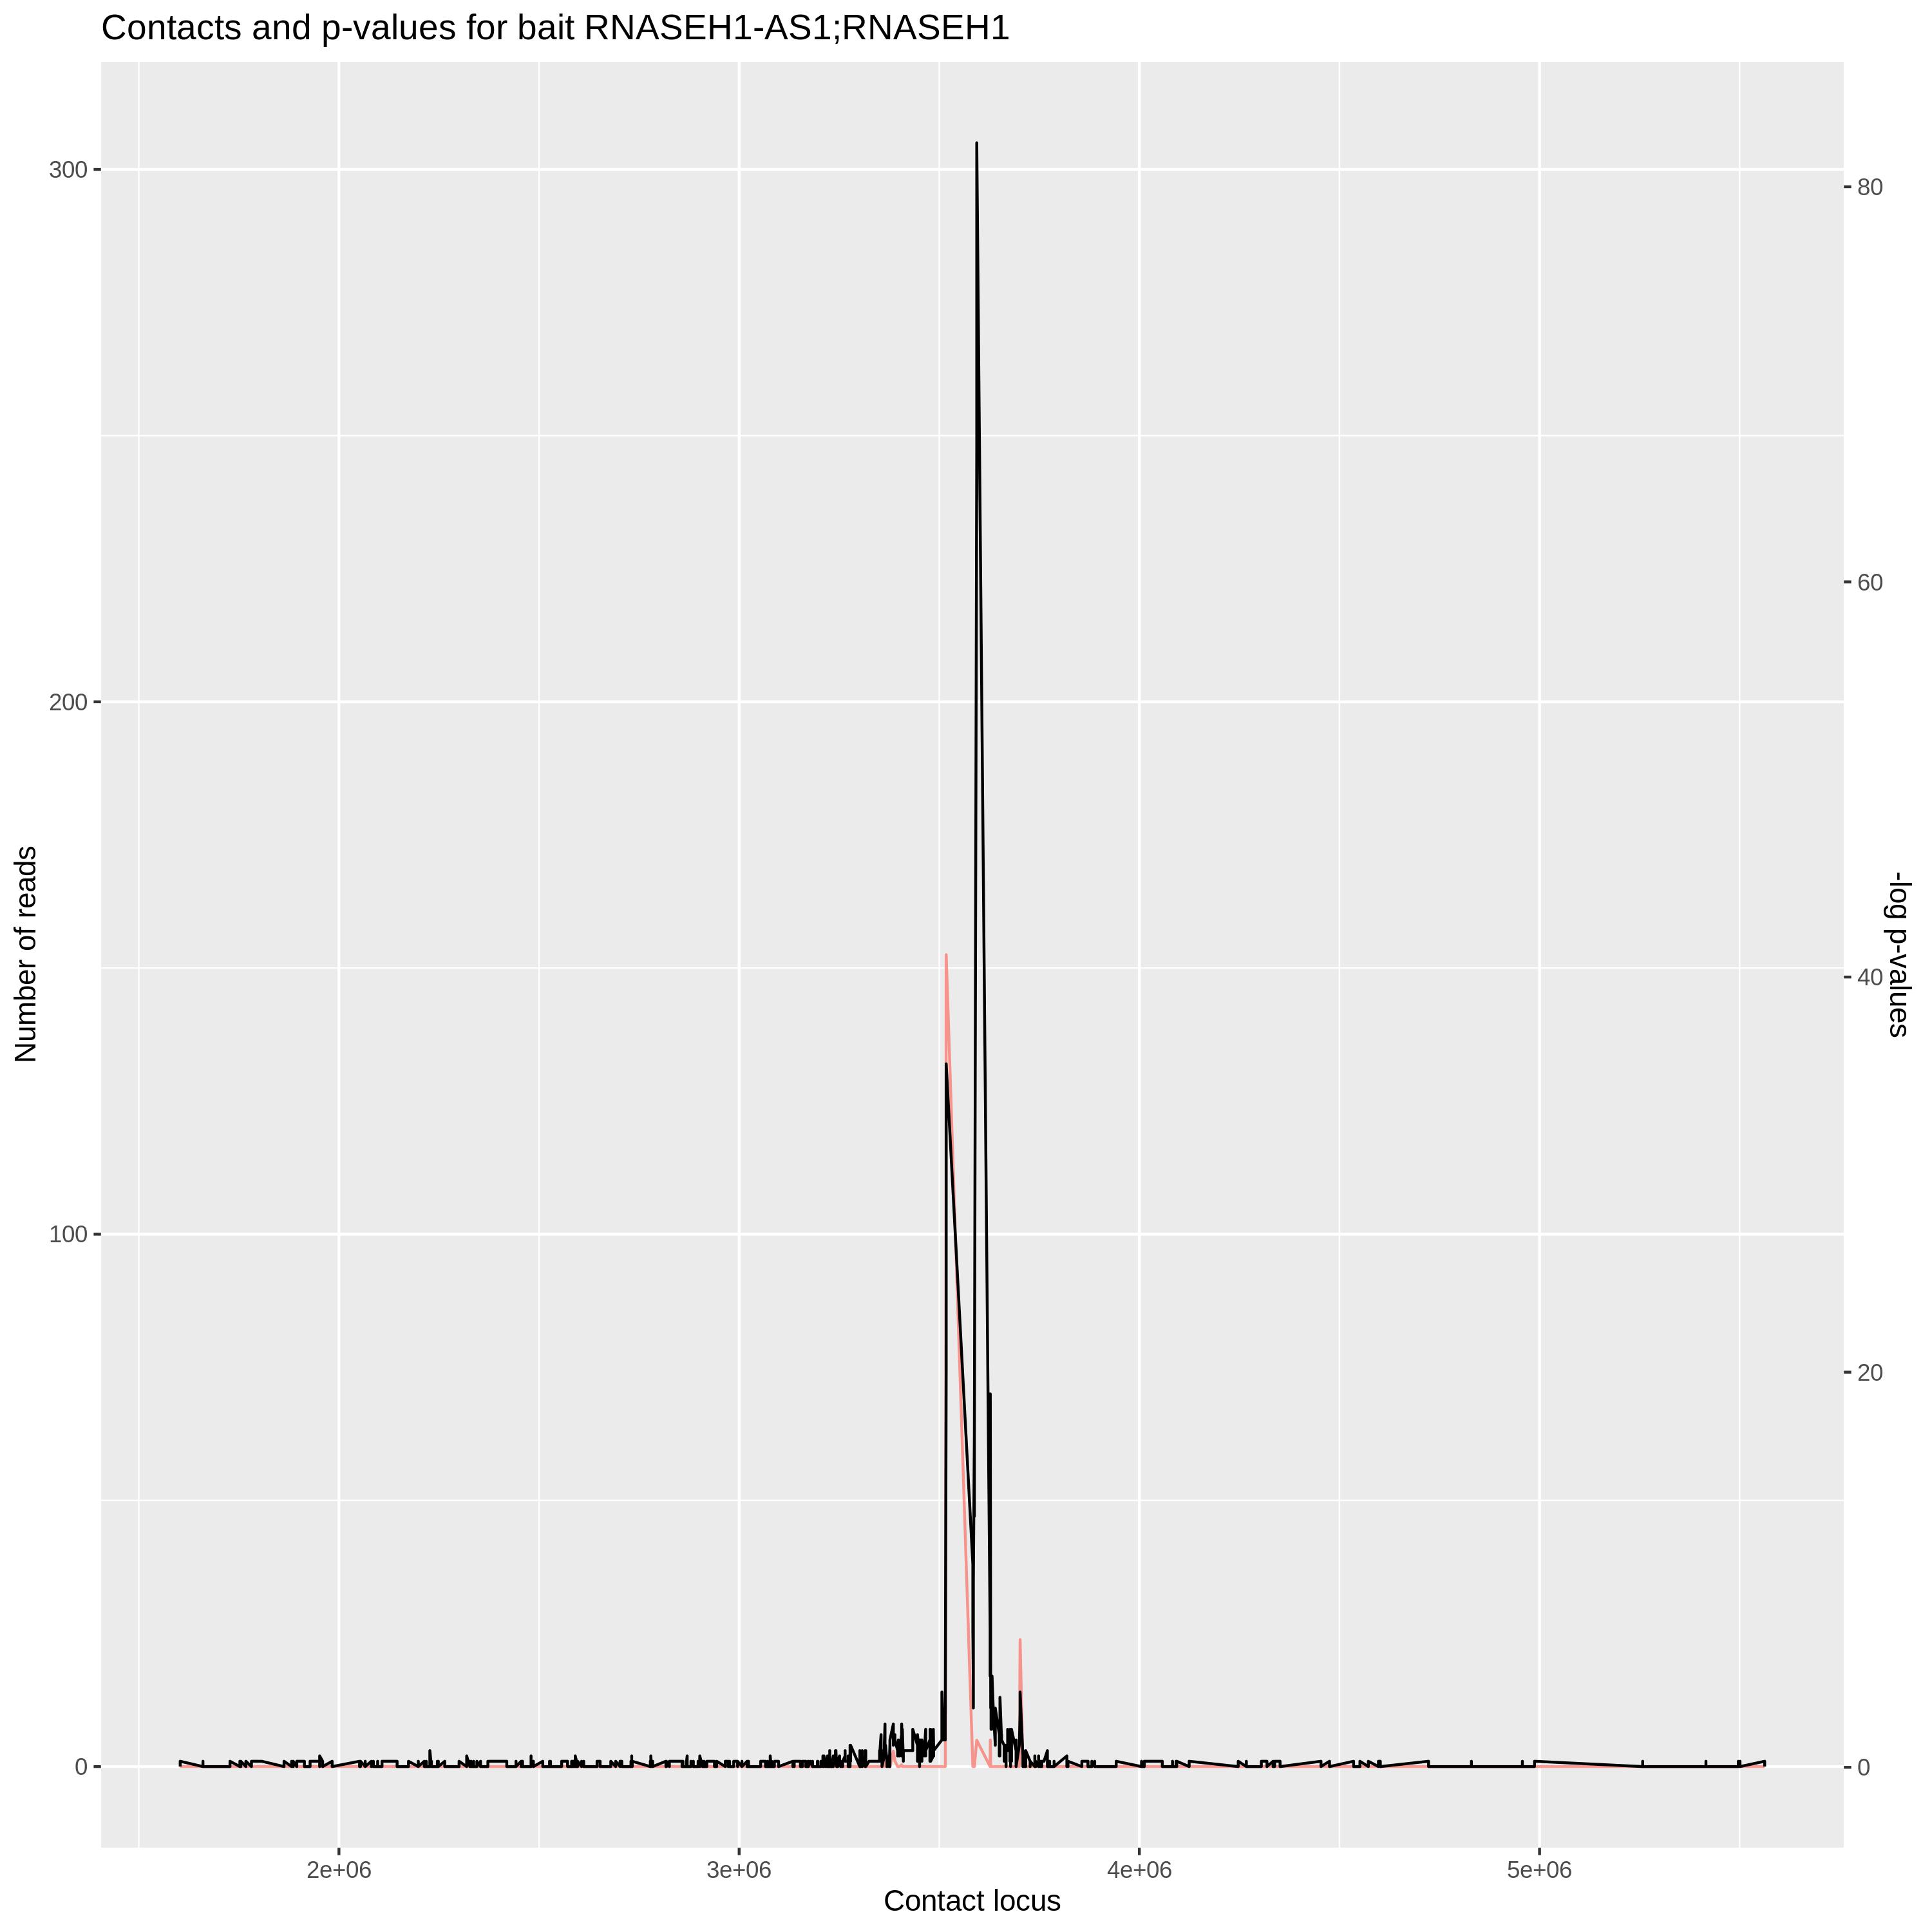 Contacts and p-values for bait RNASEH1-AS1;RNASEH1
300
200
100
0
Number of reads
80
60
40
20
0
-log p-values
2e+06
3e+06
4e+06
5e+06
Contact locus